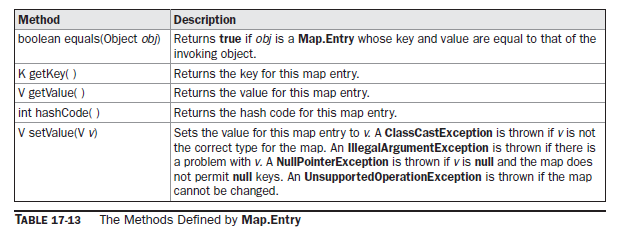 Method Description
boolean equals(Object obj) Returns true if obj is a Map.Entry whose key and value are equal to that of the
invoking object.
K getKey( ) Returns the key for this map entry.
V getValue( ) Returns the value for this map entry.
int hashCode( ) Returns the hash code for this map entry.
V setValue(V v) Sets the value for this map entry to v. A ClassCastException is thrown if v is not
the correct type for the map. An IllegalArgumentException is thrown if there is
a problem with v. A NullPointerException is thrown if v is null and the map does
not permit null keys. An UnsupportedOperationException is thrown if the map
cannot be changed.
TABLE 17-13 The Methods Defined by Map.Entry